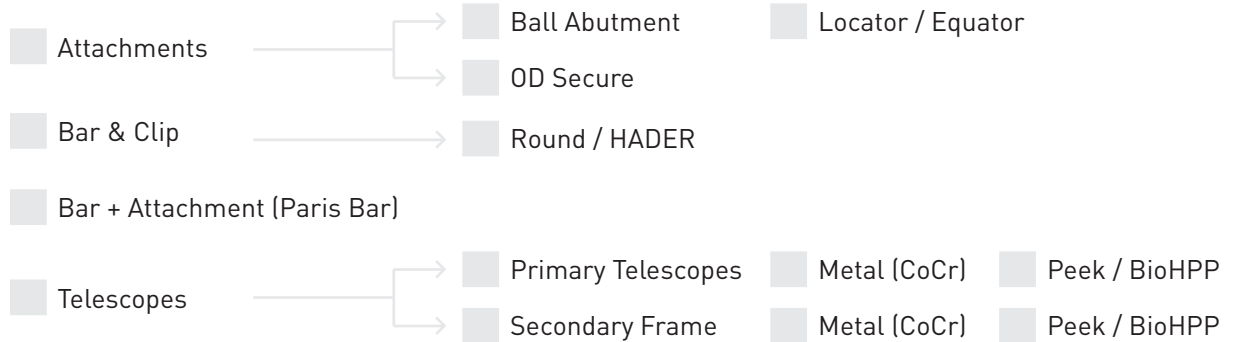 Ball Abutment Locator / Equator
Attachments
OD Secure
Bar & Clip
Round / HADER
Bar + Attachment (Paris Bar)
Primary Telescopes Metal (CoCr) Peek / BioHPP
Telescopes
Secondary Frame Metal (CoCr) Peek / BioHPP